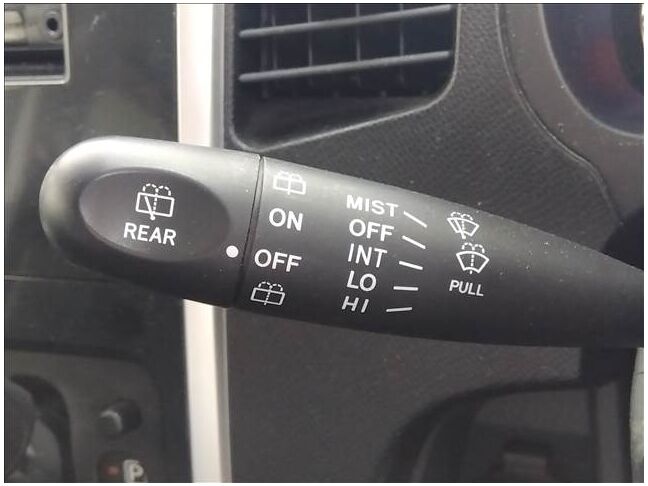 REAR
ON
OFF
MIST
OFF
INT
LO
HI
PULL
P